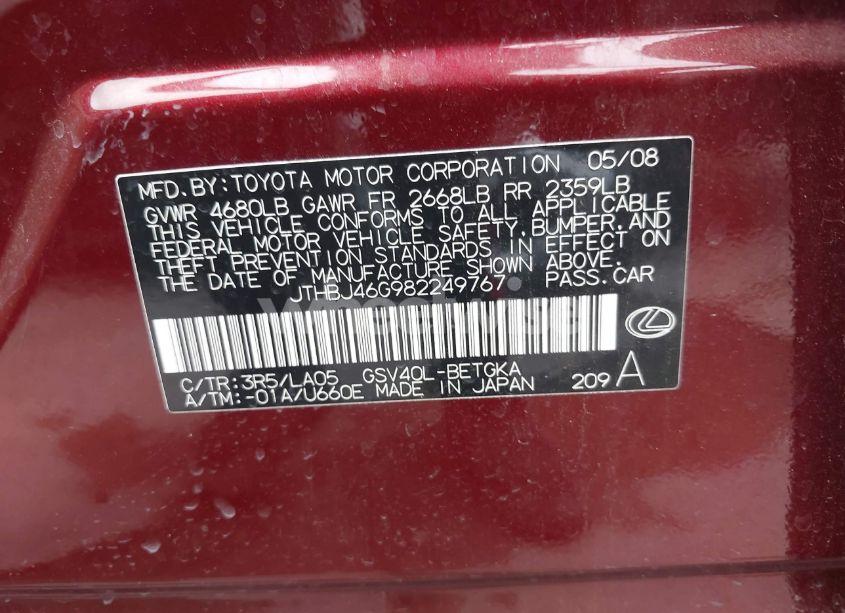 MFD.BY:TOYOTA MOTOR CORPORATION 05/08
GVWR 4680LB GAWR FR 2668LB RR 2359LB
THIS VEHICLE CONFORMS TO ALL APPLICABLE
FEDERAL MOTOR VEHICLE SAFETY,BUMPER,AND
THEFT PREVENTION STANDARDS IN EFFECT ON
THE DATE OF MANUFACTURE SHOWN ABOVE.
JTHBJ46G982249767 PASS.CAR
C/TR:3R5/LA05 GSV40L-BETGKA
A/TM:-01A/U660E MADE IN JAPAN 209 A